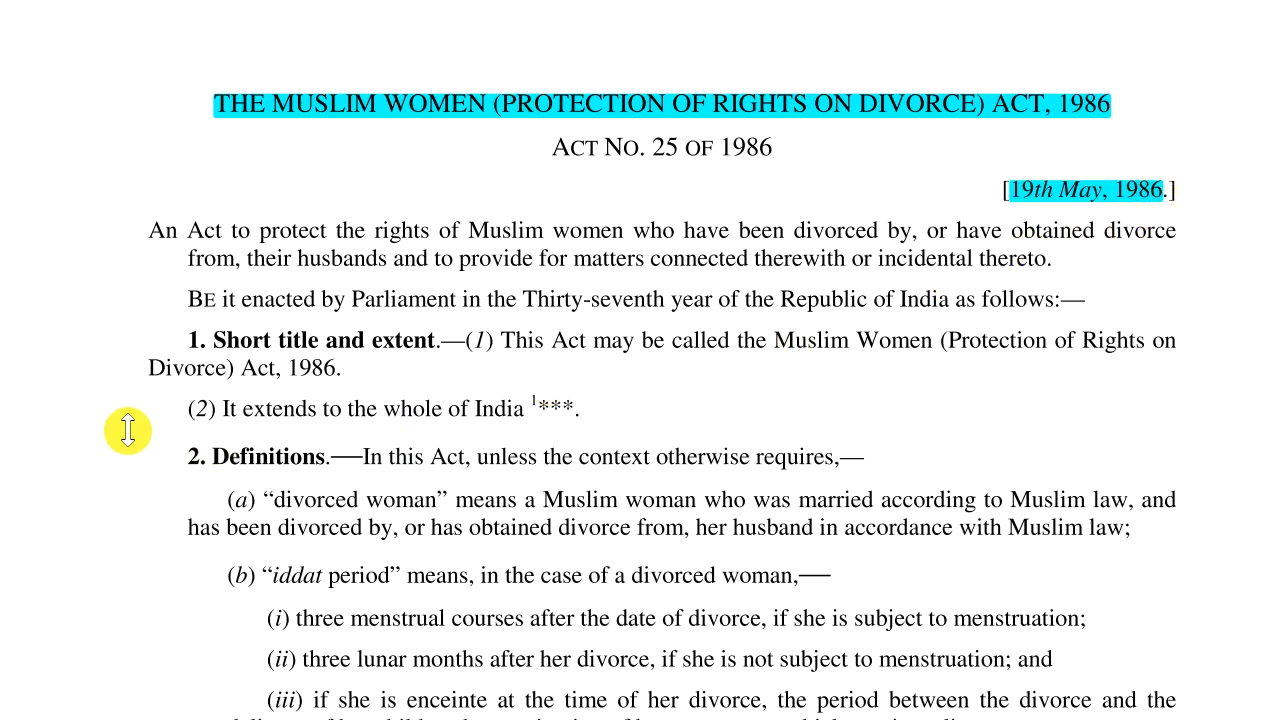 THE MUSLIM WOMEN (PROTECTION OF RIGHTS ON DIVORCE) ACT, 1986
ACT NO. 25 OF 1986
[19th May, 1986.]
An Act to protect the rights of Muslim women who have been divorced by, or have obtained divorce
from, their husbands and to provide for matters connected therewith or incidental thereto.
BE it enacted by Parliament in the Thirty-seventh year of the Republic of India as follows:—
1. Short title and extent.—(1) This Act may be called the Muslim Women (Protection of Rights on
Divorce) Act, 1986.
(2) It extends to the whole of India 1***.
2. Definitions.—In this Act, unless the context otherwise requires,—
(a) “divorced woman” means a Muslim woman who was married according to Muslim law, and
has been divorced by, or has obtained divorce from, her husband in accordance with Muslim law;
(b) “iddat period” means, in the case of a divorced woman,—
(i) three menstrual courses after the date of divorce, if she is subject to menstruation;
(ii) three lunar months after her divorce, if she is not subject to menstruation; and
(iii) if she is enceinte at the time of her divorce, the period between the divorce and the